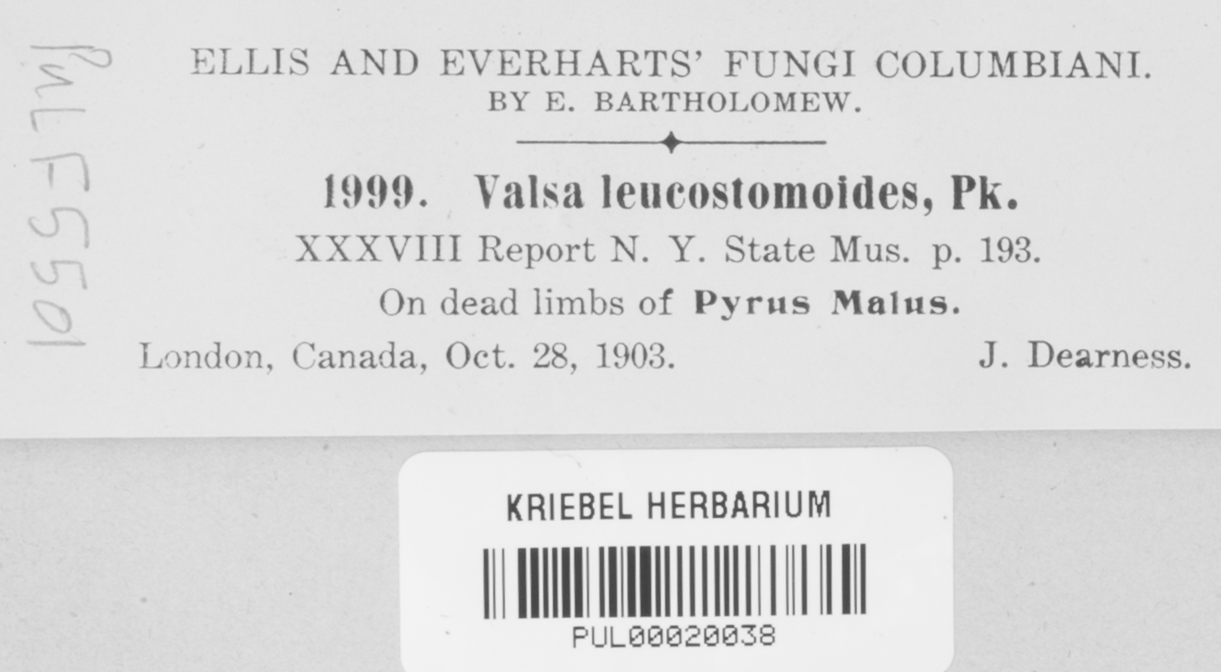 ELLIS AND EVERHARTS' FUNGI COLUMBIANI.
BY E. BARTHOLOMEW.
1999. Valsa leucostomoides, Pk.
XXXVIII Report N. Y. State Mus. p. 193.
On dead limbs of Pyrus Malus.
London, Canada, Oct. 28, 1903. J. Dearness.
PUL F5501
KRIEBEL HERBARIUM
PUL00020038